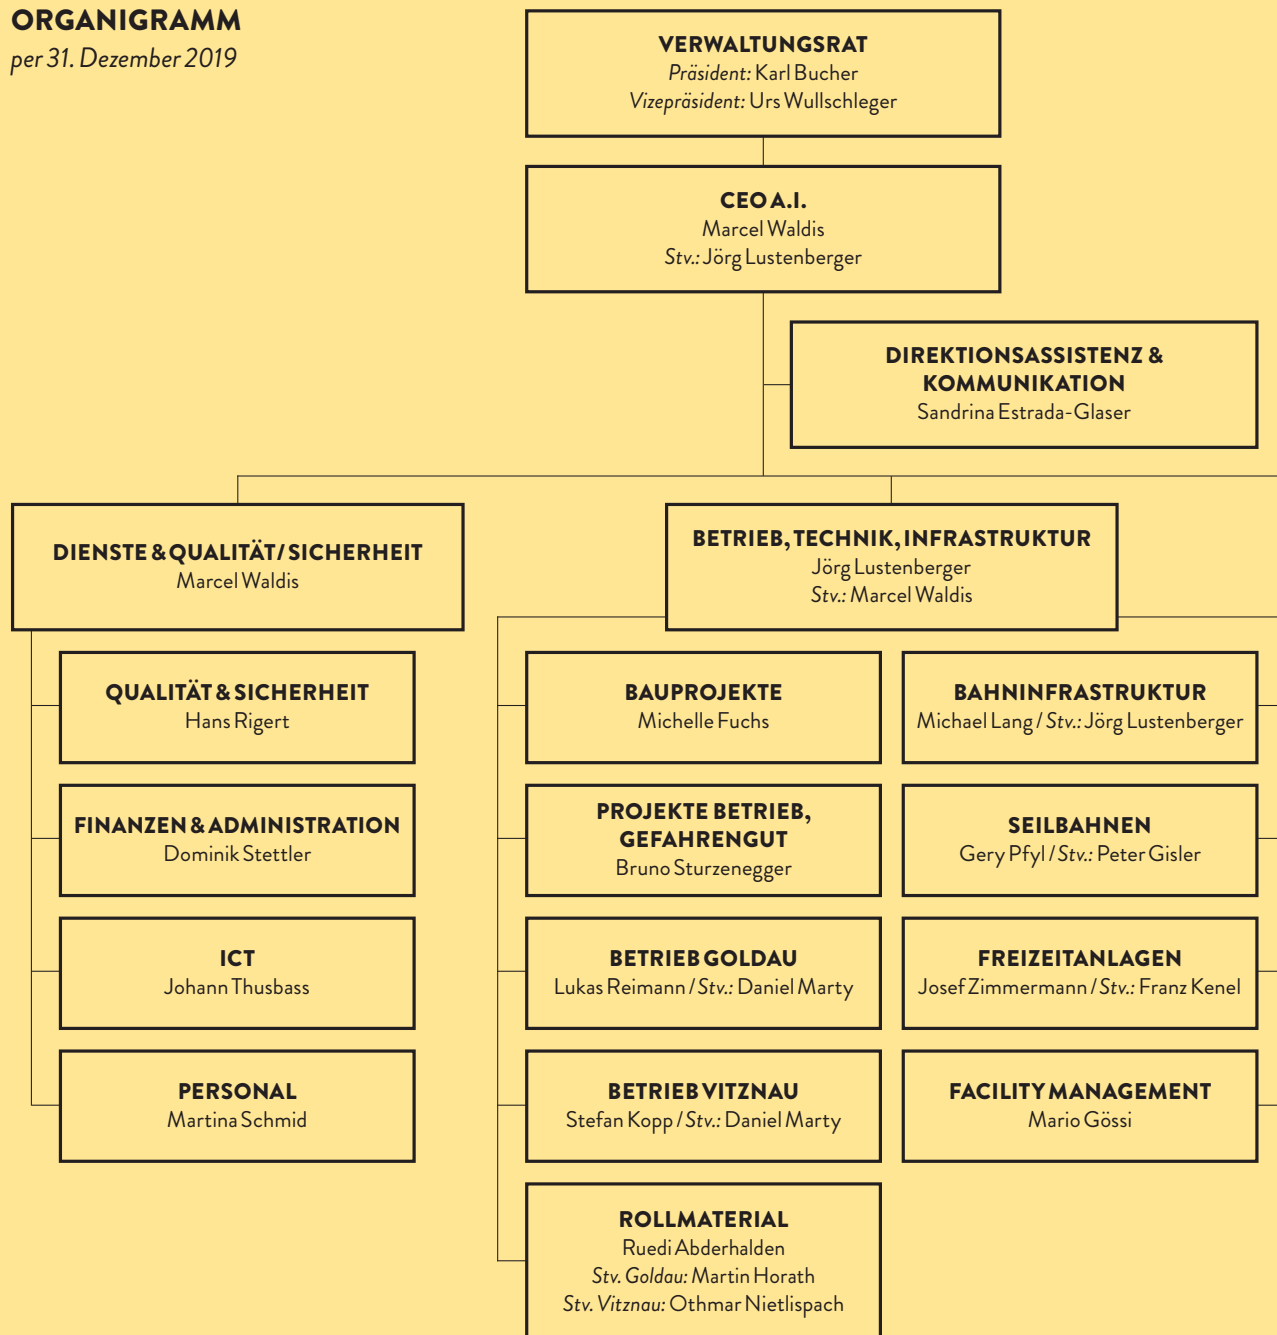 ORGANIGRAMM
per 31. Dezember 2019
VERWALTUNGSRAT
Präsident: Karl Bucher
Vizepräsident: Urs Wullschleger
CEO A.I.
Marcel Waldis
Stv.: Jörg Lustenberger
DIREKTIONSASSISTENZ &
KOMMUNIKATION
Sandrina Estrada-Glaser
DIENSTE & QUALITÄT / SICHERHEIT
Marcel Waldis
BETRIEB, TECHNIK, INFRASTRUKTUR
Jörg Lustenberger
Stv.: Marcel Waldis
QUALITÄT & SICHERHEIT
Hans Rigert
FINANZEN & ADMINISTRATION
Dominik Stettler
ICT
Johann Thusbass
PERSONAL
Martina Schmid
BAUPROJEKTE
Michelle Fuchs
PROJEKTE BETRIEB,
GEFAHRENGUT
Bruno Sturzenegger
BETRIEB GOLDAU
Lukas Reimann / Stv.: Daniel Marty
BETRIEB VITZNAU
Stefan Kopp / Stv.: Daniel Marty
ROLLMATERIAL
Ruedi Abderhalden
Stv. Goldau: Martin Horath
Stv. Vitznau: Othmar Nietlispach
BAHNINFRASTRUKTUR
Michael Lang / Stv.: Jörg Lustenberger
SEILBAHNEN
Gery Pfyl / Stv.: Peter Gisler
FREIZEITANLAGEN
Josef Zimmermann / Stv.: Franz Kenel
FACILITY MANAGEMENT
Mario Gössi